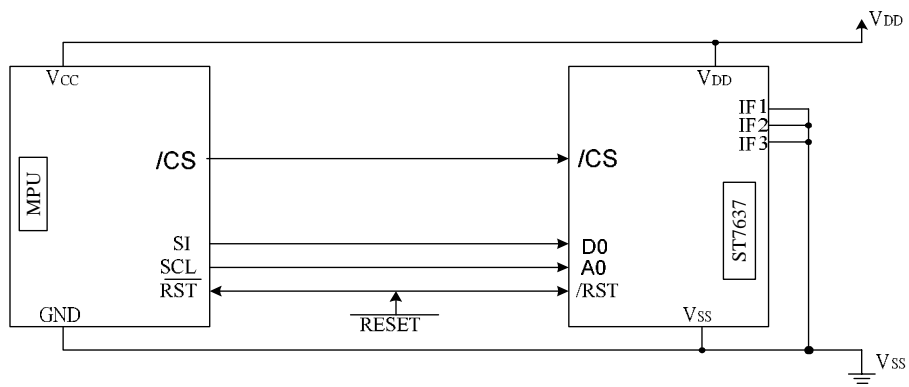 VDD
VCC
VDD
IF1
IF2
IF3
/CS
/CS
MPU
ST7637
SI
D0
SCL
A0
RST
/RST
GND
RESET
VSS
VSS